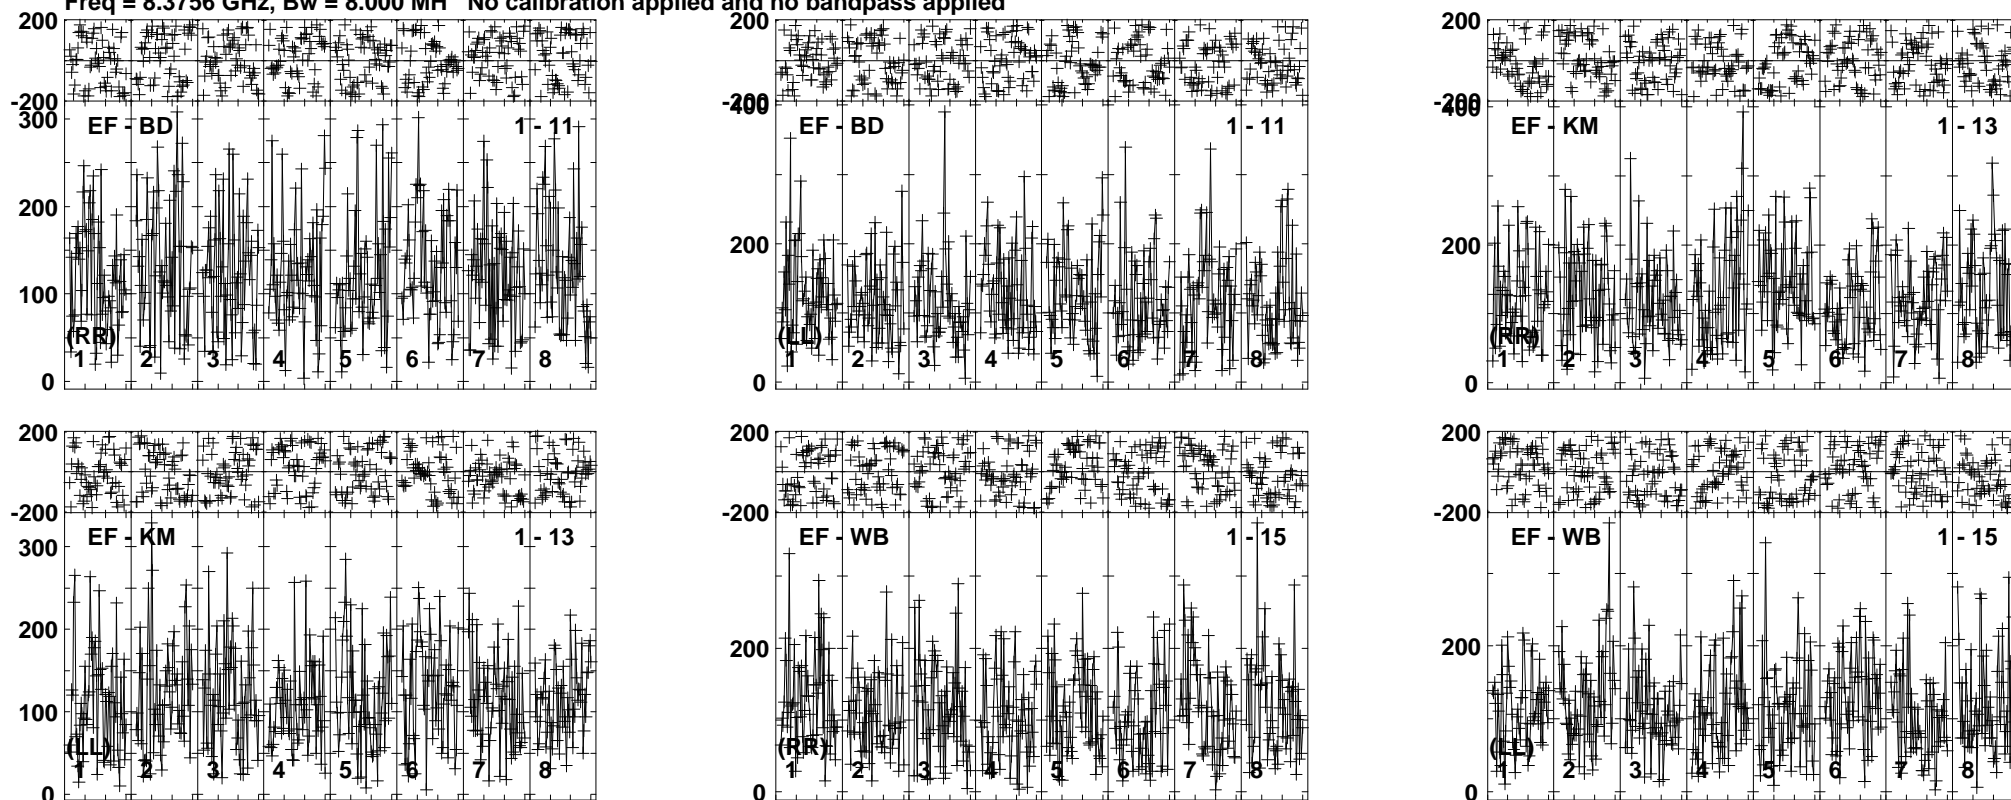 Freq = 8.3756 GHz, Bw = 8.000 MH No calibration applied and no bandpass applied
200
-200
300
200
100
0
EF - BD 1 - 11
(RR)
1 2 3 4 5 6 7 8
200
-200
400
200
0
EF - BD 1 - 11
(LL)
1 2 3 4 5 6 7 8
200
-200
400
200
0
EF - KM 1 - 13
(RR)
1 2 3 4 5 6 7 8
200
-200
300
200
100
0
EF - KM 1 - 13
(LL)
1 2 3 4 5 6 7 8
200
-200
200
0
EF - WB 1 - 15
(RR)
1 2 3 4 5 6 7 8
200
-200
200
0
EF - WB 1 - 15
(LL)
1 2 3 4 5 6 7 8